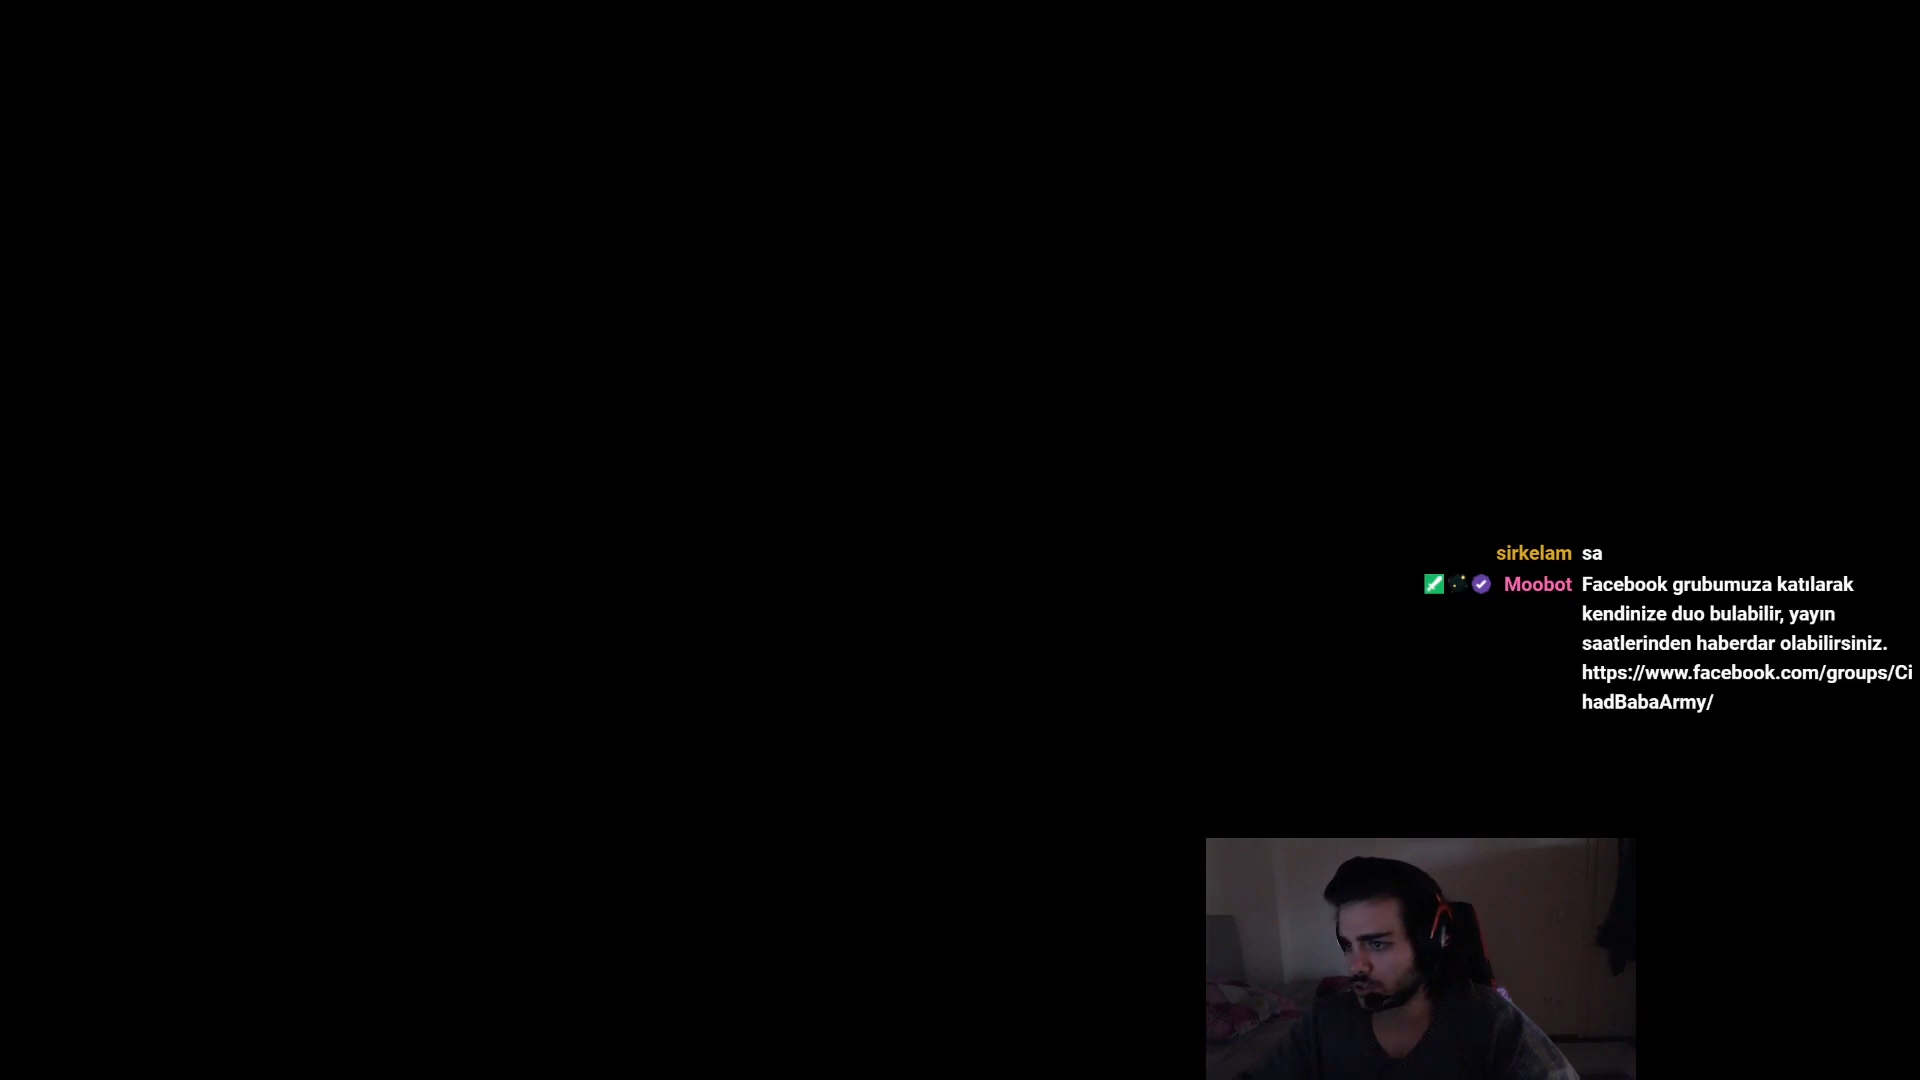 sirkelam sa
Moobot Facebook grubumuza katılarak
kendinize duo bulabilir, yayın
saatlerinden haberdar olabilirsiniz.
https://www.facebook.com/groups/Ci
hadBabaArmy/